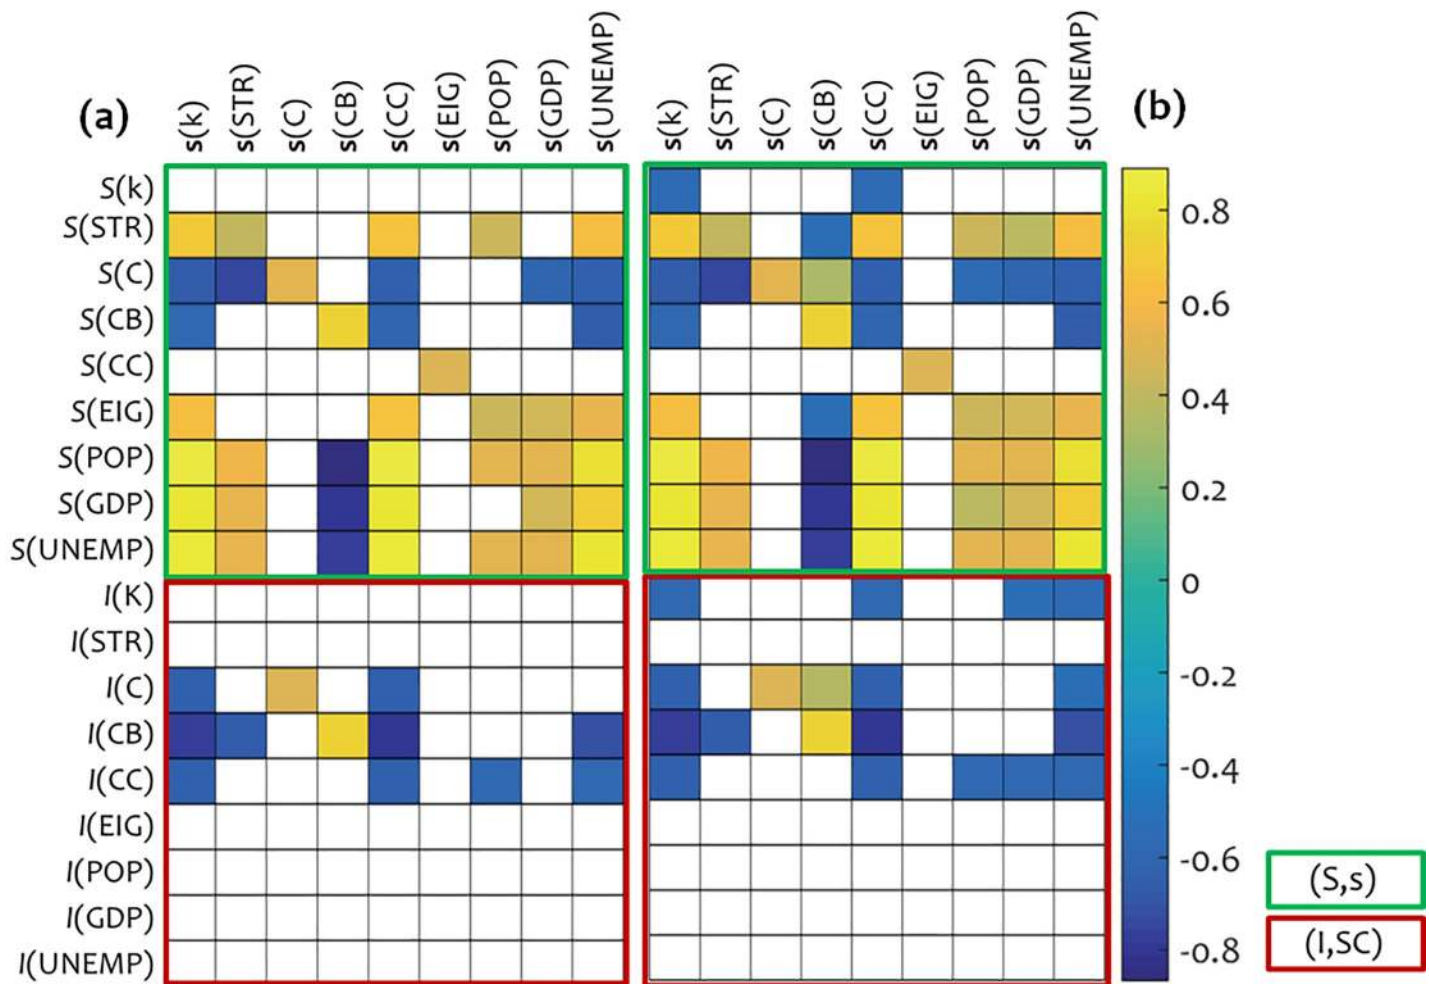 (a)
s(k)
s(STR)
s(C)
s(CB)
s(CC)
s(EIG)
s(POP)
s(GDP)
s(UNEMP)
s(k)
s(STR)
s(C)
s(CB)
s(CC)
s(EIG)
s(POP)
s(GDP)
s(UNEMP)
(b)
S(k)
S(STR)
S(C)
S(CB)
S(CC)
S(EIG)
S(POP)
S(GDP)
S(UNEMP)
I(K)
I(STR)
I(C)
I(CB)
I(CC)
I(EIG)
I(POP)
I(GDP)
I(UNEMP)
0.8
0.6
0.4
0.2
0
-0.2
-0.4
-0.6
-0.8
(S,s)
(I,SC)